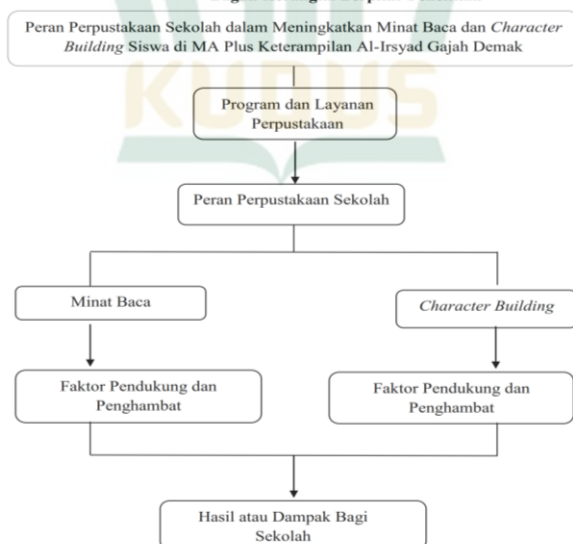 Peran Perpustakaan Sekolah dalam Meningkatkan Minat Baca dan Character
Building Siswa di MA Plus Keterampilan Al-Irsyad Gajah Demak
KUDUS
Program dan Layanan
Perpustakaan
Peran Perpustakaan Sekolah
Minat Baca
Character Building
Faktor Pendukung dan
Penghambat
Faktor Pendukung dan
Penghambat
Hasil atau Dampak Bagi
Sekolah